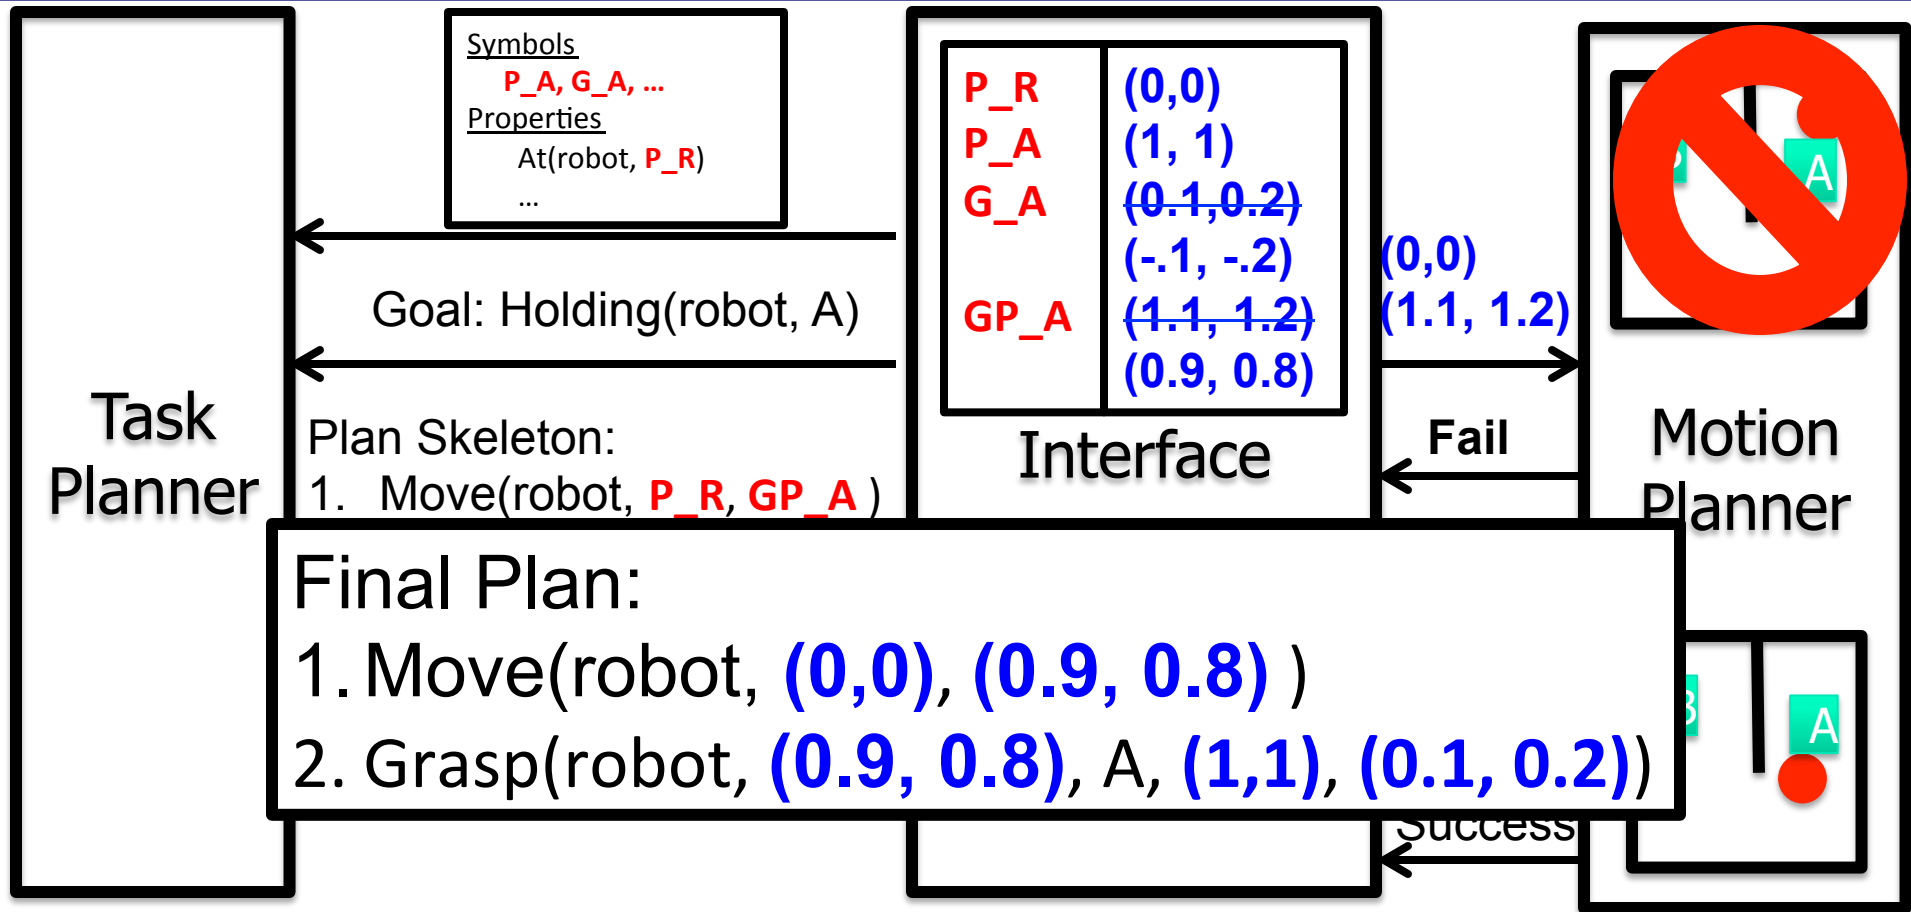 Symbols
P_A, G_A, ...
Properties
At(robot, P_R)
...
Goal: Holding(robot, A)
Task
Planner
Plan Skeleton:
1. Move(robot, P_R, GP_A )
P_R (0,0)
P_A (1, 1)
G_A (0.1,0.2)
(-.1, -.2)
GP_A (1.1, 1.2)
(0.9, 0.8)
Interface
(0,0)
(1.1, 1.2)
Fail
A
Motion
Planner
Final Plan:
1. Move(robot, (0,0), (0.9, 0.8) )
2. Grasp(robot, (0.9, 0.8), A, (1,1), (0.1, 0.2))
B
A
Success